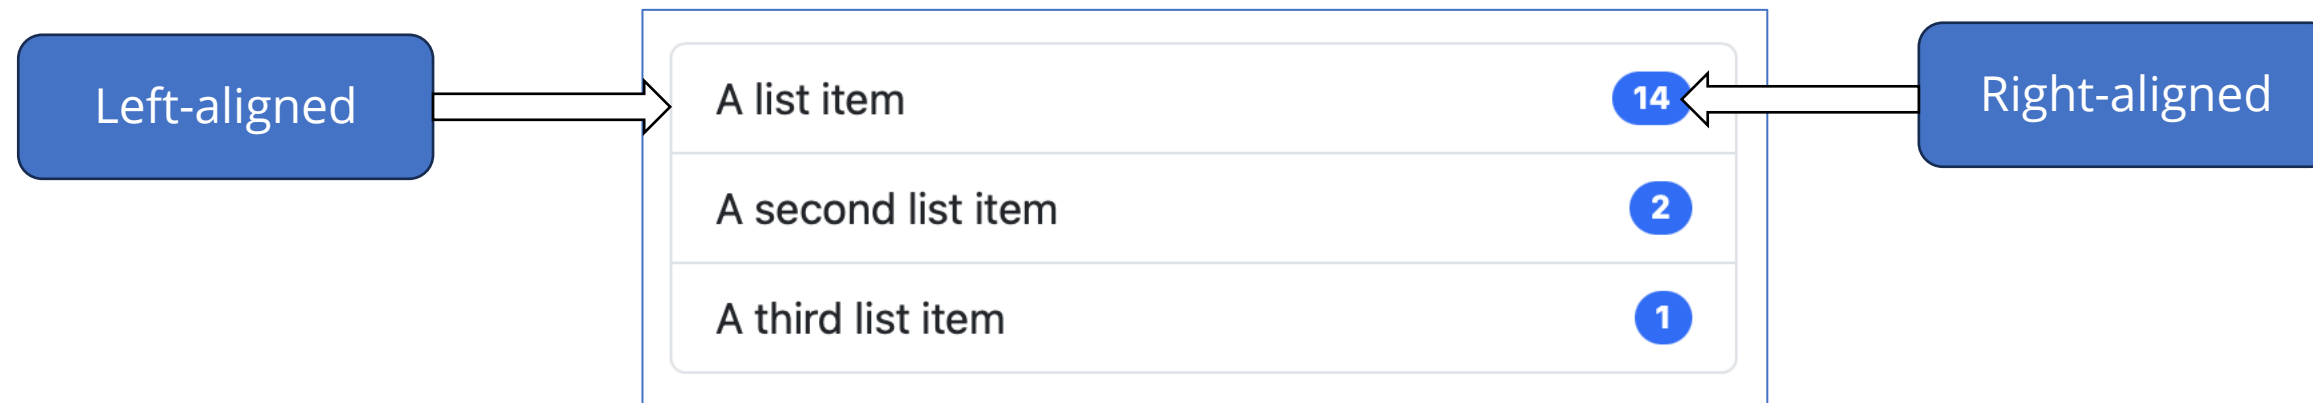 Left-aligned
A list item
14
Right-aligned
A second list item
2
A third list item
1